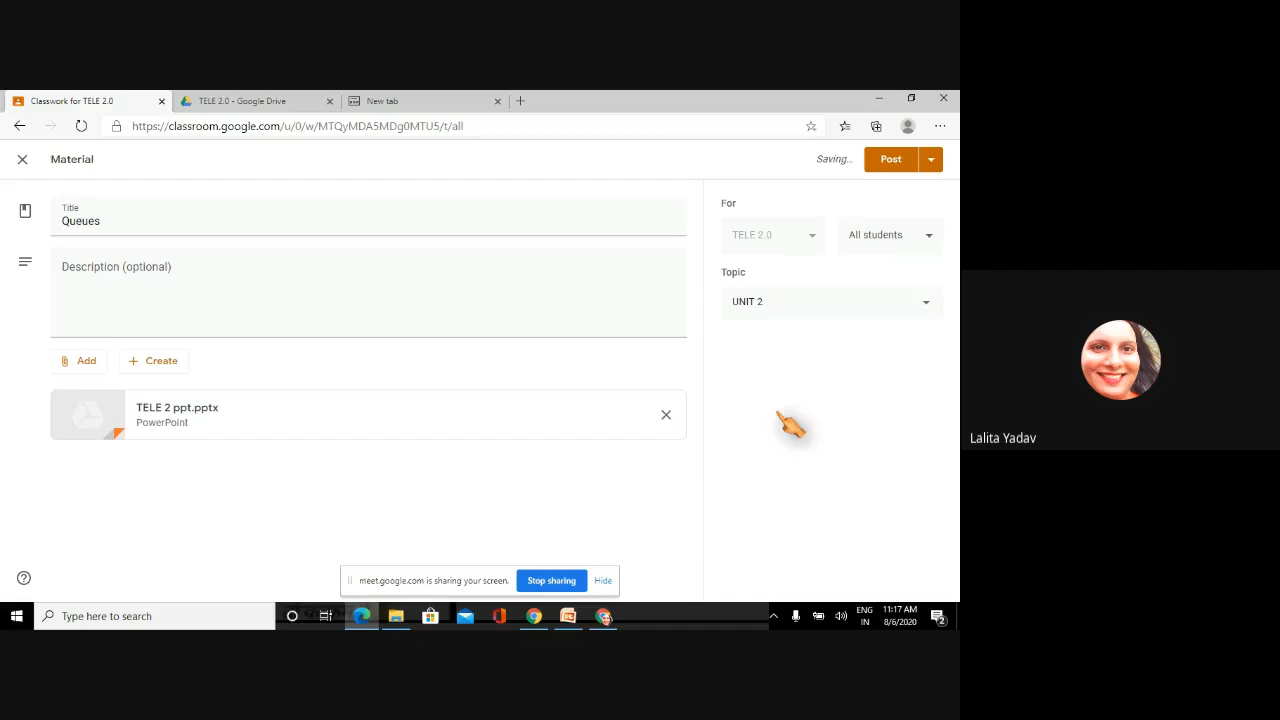 Classwork for TELE 2.0
TELE 2.0 - Google Drive
New tab
https://classroom.google.com/u/0/w/MTQyMDA5MDg0MTU5/t/all
Material
Saving...
Post
Title
Queues
Description (optional)
Add
Create
TELE 2 ppt.pptx
PowerPoint
For
TELE 2.0
All students
Topic
UNIT 2
Lalita Yadav
meet.google.com is sharing your screen.
Stop sharing
Hide
Type here to search
ENG
IN
11:17 AM
8/6/2020
2